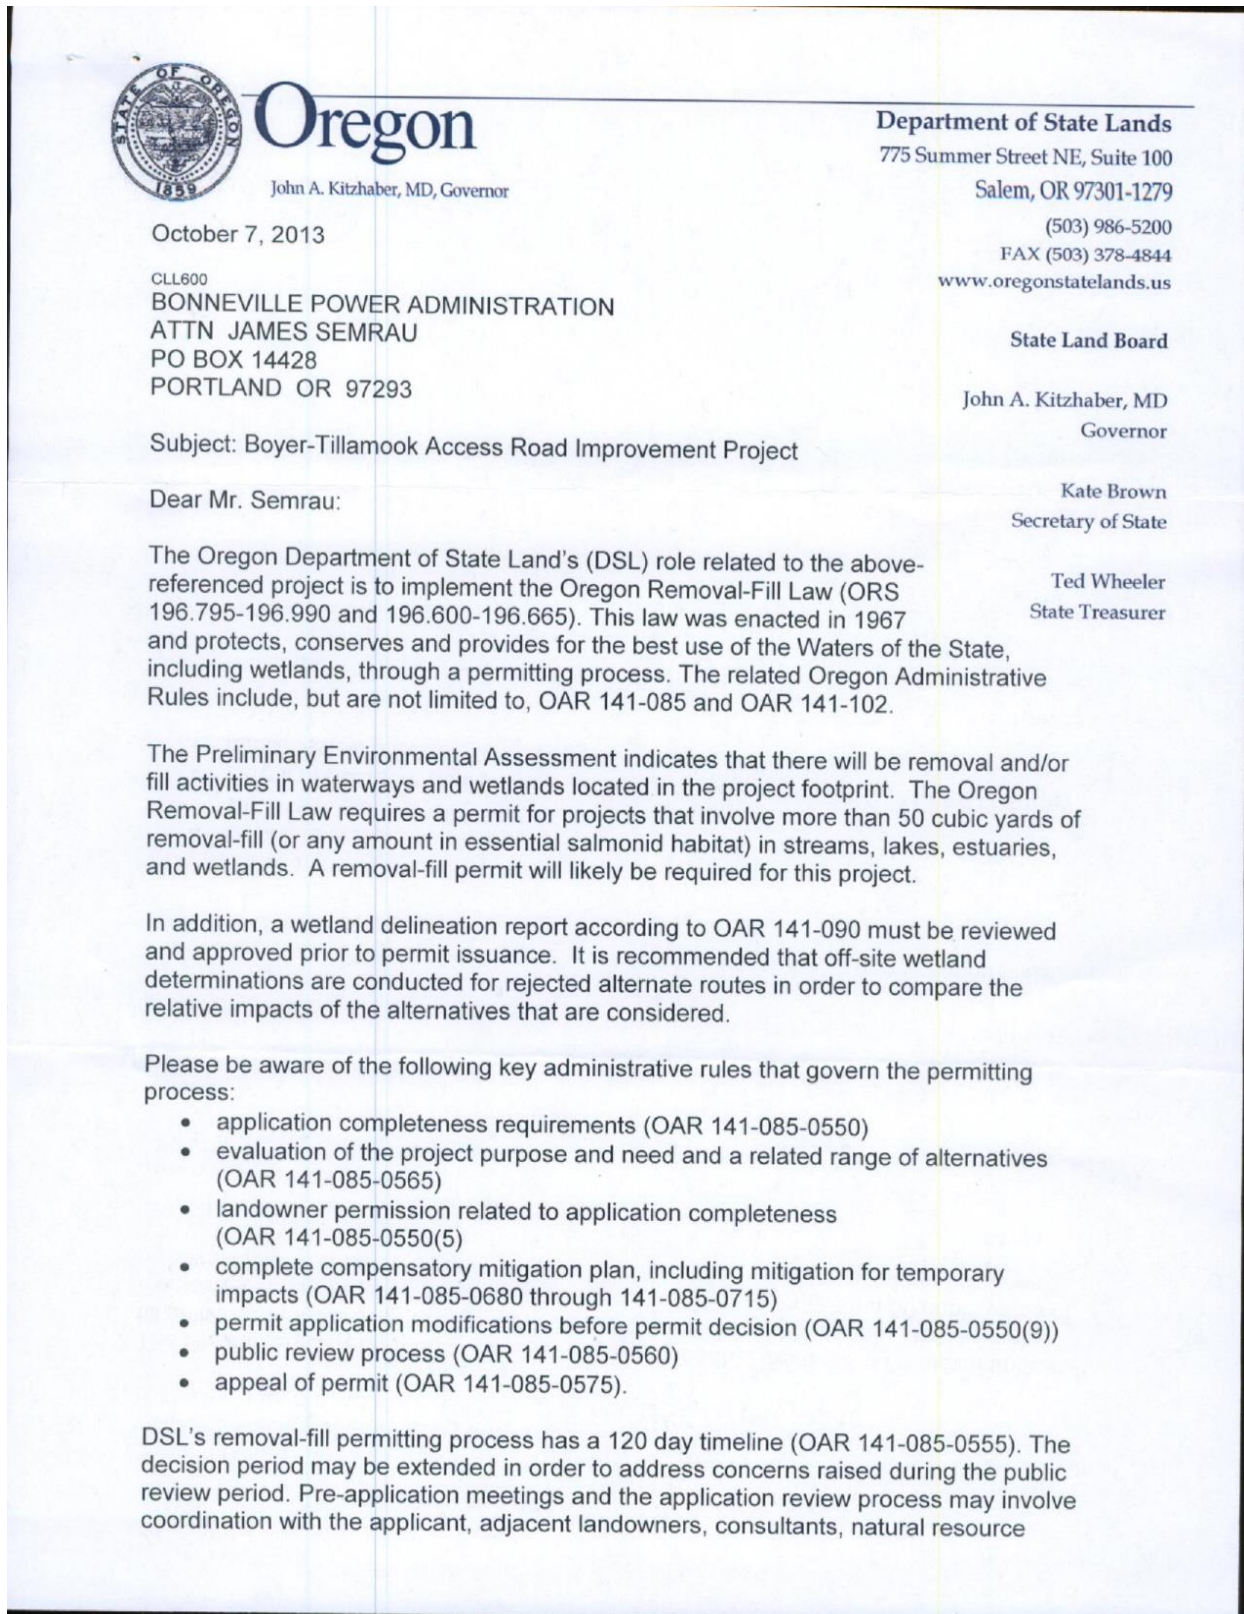 STATE OF OREGON
1859
Oregon
John A. Kitzhaber, MD, Governor
Department of State Lands
775 Summer Street NE, Suite 100
Salem, OR 97301-1279
(503) 986-5200
FAX (503) 378-4844
www.oregonstatelands.us
State Land Board
John A. Kitzhaber, MD
Governor
Kate Brown
Secretary of State
Ted Wheeler
State Treasurer
October 7, 2013
CLL600
BONNEVILLE POWER ADMINISTRATION
ATTN JAMES SEMRAU
PO BOX 14428
PORTLAND OR 97293
Subject: Boyer-Tillamook Access Road Improvement Project
Dear Mr. Semrau:
The Oregon Department of State Land's (DSL) role related to the above-
referenced project is to implement the Oregon Removal-Fill Law (ORS
196.795-196.990 and 196.600-196.665). This law was enacted in 1967
and protects, conserves and provides for the best use of the Waters of the State,
including wetlands, through a permitting process. The related Oregon Administrative
Rules include, but are not limited to, OAR 141-085 and OAR 141-102.
The Preliminary Environmental Assessment indicates that there will be removal and/or
fill activities in waterways and wetlands located in the project footprint. The Oregon
Removal-Fill Law requires a permit for projects that involve more than 50 cubic yards of
removal-fill (or any amount in essential salmonid habitat) in streams, lakes, estuaries,
and wetlands. A removal-fill permit will likely be required for this project.
In addition, a wetland delineation report according to OAR 141-090 must be reviewed
and approved prior to permit issuance. It is recommended that off-site wetland
determinations are conducted for rejected alternate routes in order to compare the
relative impacts of the alternatives that are considered.
Please be aware of the following key administrative rules that govern the permitting
process:
• application completeness requirements (OAR 141-085-0550)
• evaluation of the project purpose and need and a related range of alternatives
(OAR 141-085-0565)
• landowner permission related to application completeness
(OAR 141-085-0550(5)
• complete compensatory mitigation plan, including mitigation for temporary
impacts (OAR 141-085-0680 through 141-085-0715)
• permit application modifications before permit decision (OAR 141-085-0550(9))
• public review process (OAR 141-085-0560)
• appeal of permit (OAR 141-085-0575).
DSL's removal-fill permitting process has a 120 day timeline (OAR 141-085-0555). The
decision period may be extended in order to address concerns raised during the public
review period. Pre-application meetings and the application review process may involve
coordination with the applicant, adjacent landowners, consultants, natural resource